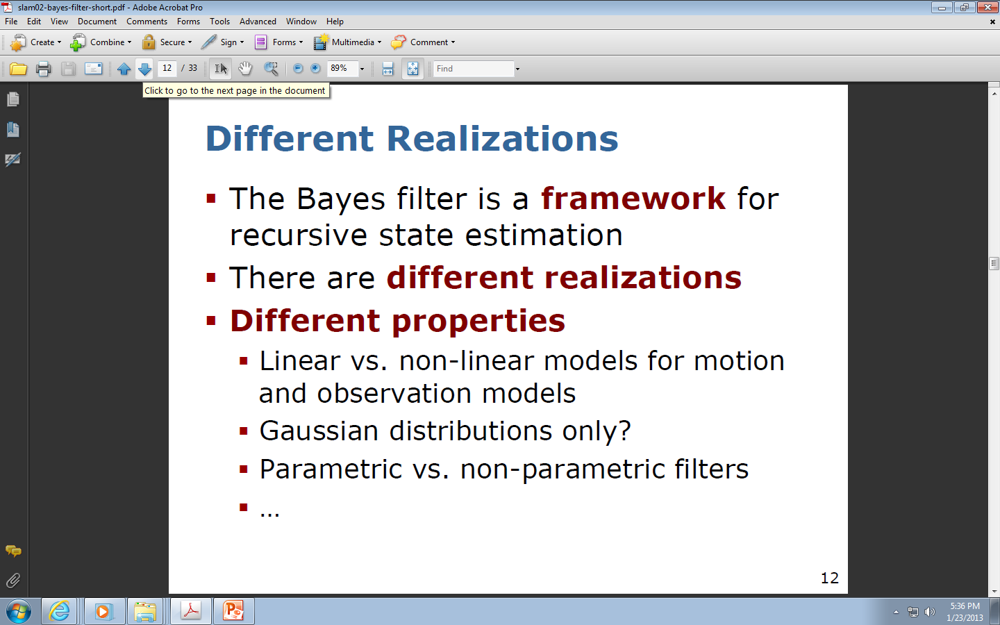 slam02-bayes-filter-short.pdf - Adobe Acrobat Pro
File Edit View Document Comments Forms Tools Advanced Window Help
Create Combine Secure Sign Forms Multimedia Comment
12 / 33 89% Find
Click to go to the next page in the document
Different Realizations
The Bayes filter is a framework for
recursive state estimation
There are different realizations
Different properties
Linear vs. non-linear models for motion
and observation models
Gaussian distributions only?
Parametric vs. non-parametric filters
...
12
5:36 PM
1/23/2013